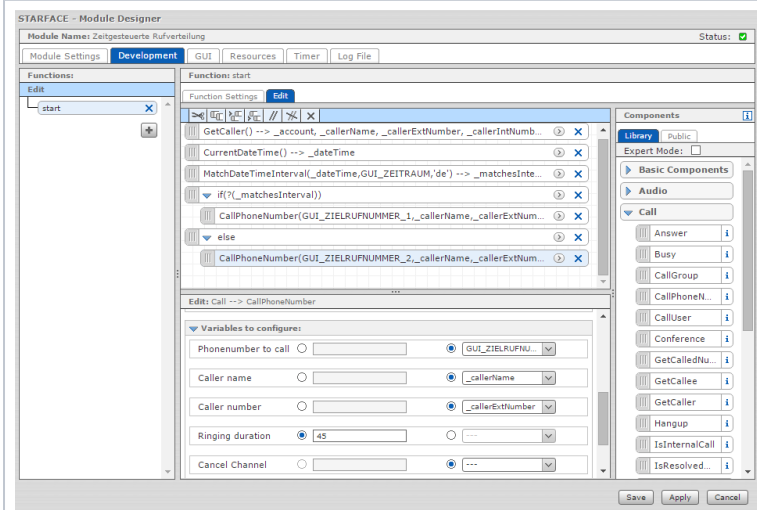 STARFACE - Module Designer
Module Name: Zeitgesteuerte Rufverteilung
Status:
Module Settings Development GUI Resources Timer Log File
Functions:
Edit
start X
Function: start
Function Settings Edit
GetCaller() --> _account, _callerName, _callerExtNumber, _callerIntNumb...
CurrentDateTime() --> _dateTime
MatchDateTimeInterval(_dateTime,GUI_ZEITRAUM,'de') --> _matchesInte...
if(?(_matchesInterval))
CallPhoneNumber(GUI_ZIELRUFNUMMER_1,_callerName,_callerExtNum...
else
CallPhoneNumber(GUI_ZIELRUFNUMMER_2,_callerName,_callerExtNum...
Edit: Call --> CallPhoneNumber
Variables to configure:
Phonenumber to call GUI_ZIELRUFNU...
Caller name _callerName
Caller number _callerExtNumber
Ringing duration 45 ---
Cancel Channel ---
Components i
Library Public
Expert Mode:
Basic Components
Audio
Call
Answer i
Busy i
CallGroup i
CallPhoneN... i
CallUser i
Conference i
GetCalledNu... i
GetCallee i
GetCaller i
Hangup i
IsInternalCall i
IsResolved... i
Save Apply Cancel